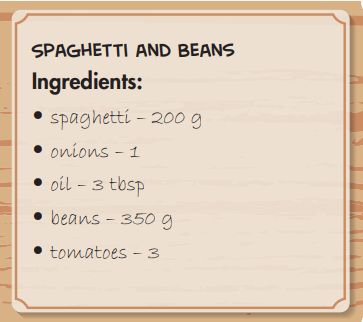 SPAGHETTI AND BEANS
Ingredients:
• spaghetti – 200 g
• onions – 1
• oil – 3 tbsp
• beans – 350 g
• tomatoes – 3